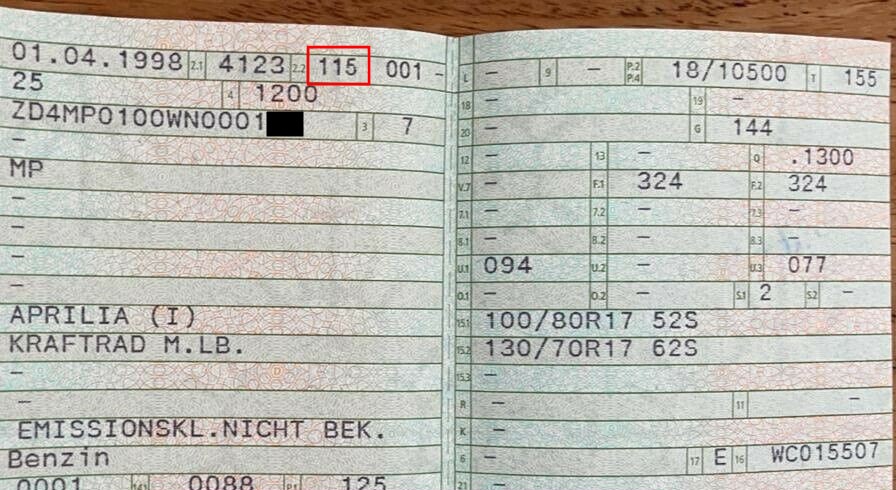 01.04.1998 2.1 4123 2.2 115 001 -
25 4 1200
ZD4MP0100WN0001 3 7
-
MP
-
-
-
-
APRILIA (I)
KRAFTRAD M.LB.
-
-
EMISSIONSKL.NICHT BEK.
Benzin
0001 14.1 0088 P.1 125
L - 9 - P.2 P.4 18/10500 T 155
18 - 19 -
20 - G 144
12 - 13 - Q .1300
V.7 - F.1 324 F.2 324
7.1 - 7.2 - 7.3 -
8.1 - 8.2 - 8.3 -
U.1 094 U.2 - U.3 077
O.1 - O.2 - S.1 2 S.2 -
15.1 100/80R17 52S
15.2 130/70R17 62S
15.3 -
R - 11 -
K -
6 - 17 E 16 WC015507
21 -